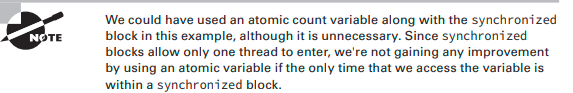 NOTE
We could have used an atomic count variable along with the synchronized
block in this example, although it is unnecessary. Since synchronized
blocks allow only one thread to enter, we're not gaining any improvement
by using an atomic variable if the only time that we access the variable is
within a synchronized block.